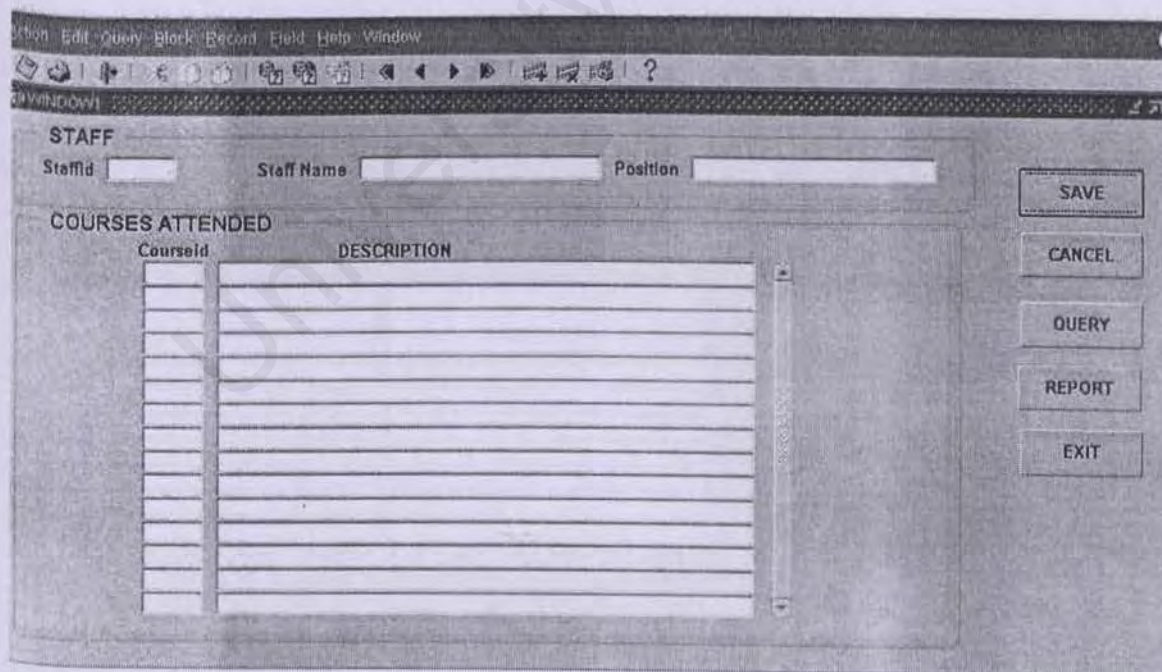 Action Edit Query Block Record Field Help Window
?
WINDOW1
STAFF
StaffId Staff Name Position
COURSES ATTENDED
CourseId DESCRIPTION
SAVE
CANCEL
QUERY
REPORT
EXIT